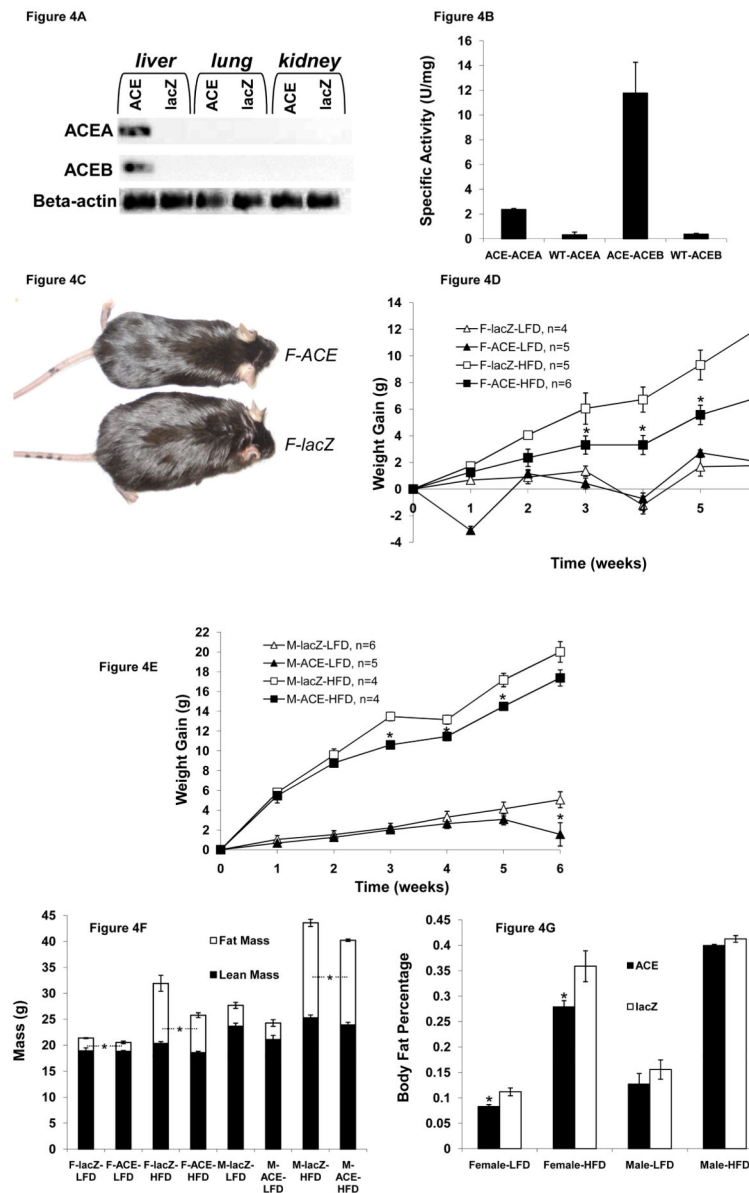 Figure 4A
liver lung kidney
ACE lacZ ACE lacZ ACE lacZ
ACEA
ACEB
Beta-actin
Figure 4B
Specific Activity (U/mg)
16
14
12
10
8
6
4
2
0
ACE-ACEA WT-ACEA ACE-ACEB WT-ACEB
Figure 4C
F-ACE
F-lacZ
Figure 4D
Weight Gain (g)
14
12
10
8
6
4
2
0
-2
-4
F-lacZ-LFD, n=4
F-ACE-LFD, n=5
F-lacZ-HFD, n=5
F-ACE-HFD, n=6
* * *
0 1 2 3 4 5
Time (weeks)
Figure 4E
Weight Gain (g)
22
20
18
16
14
12
10
8
6
4
2
0
M-lacZ-LFD, n=6
M-ACE-LFD, n=5
M-lacZ-HFD, n=4
M-ACE-HFD, n=4
* * * *
0 1 2 3 4 5 6
Time (weeks)
Figure 4F
Mass (g)
45
40
35
30
25
20
15
10
5
0
Fat Mass
Lean Mass
* * *
F-lacZ-LFD F-ACE-LFD F-lacZ-HFD F-ACE-HFD M-lacZ-LFD M-ACE-LFD M-lacZ-HFD M-ACE-HFD
Figure 4G
Body Fat Percentage
0.45
0.4
0.35
0.3
0.25
0.2
0.15
0.1
0.05
0
ACE
lacZ
* *
Female-LFD Female-HFD Male-LFD Male-HFD